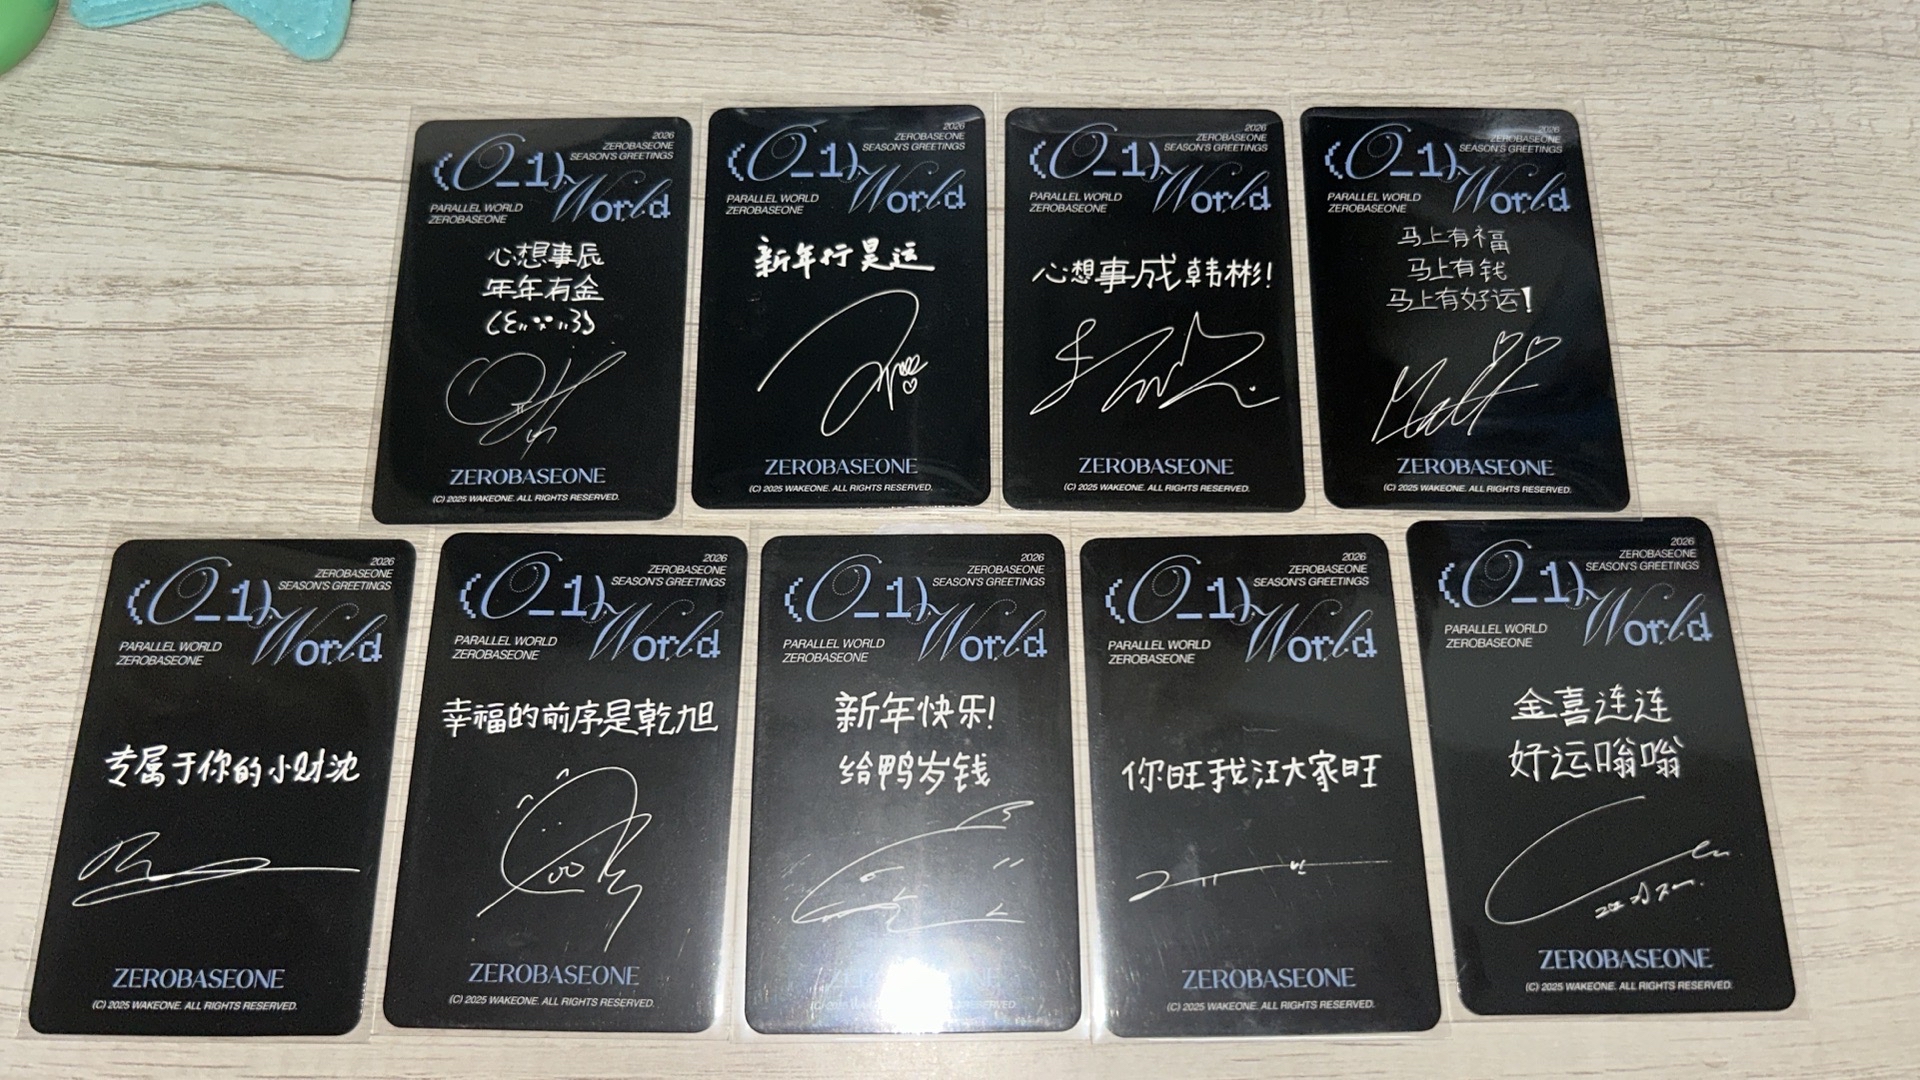 2026
ZEROBASEONE
SEASON'S GREETINGS
(O_1)
World
PARALLEL WORLD
ZEROBASEONE
心想事辰
年年有金
ZEROBASEONE
(C) 2025 WAKEONE. ALL RIGHTS RESERVED.
2026
ZEROBASEONE
SEASON'S GREETINGS
(O_1)
World
PARALLEL WORLD
ZEROBASEONE
新年行昊运
ZEROBASEONE
(C) 2025 WAKEONE. ALL RIGHTS RESERVED.
2026
ZEROBASEONE
SEASON'S GREETINGS
(O_1)
World
PARALLEL WORLD
ZEROBASEONE
心想事成韩彬!
ZEROBASEONE
(C) 2025 WAKEONE. ALL RIGHTS RESERVED.
2026
ZEROBASEONE
SEASON'S GREETINGS
(O_1)
World
PARALLEL WORLD
ZEROBASEONE
马上有福
马上有钱
马上有好运!
ZEROBASEONE
(C) 2025 WAKEONE. ALL RIGHTS RESERVED.
2026
ZEROBASEONE
SEASON'S GREETINGS
(O_1)
World
PARALLEL WORLD
ZEROBASEONE
专属于你的小财沈
ZEROBASEONE
(C) 2025 WAKEONE. ALL RIGHTS RESERVED.
2026
ZEROBASEONE
SEASON'S GREETINGS
(O_1)
World
PARALLEL WORLD
ZEROBASEONE
幸福的前序是乾旭
ZEROBASEONE
(C) 2025 WAKEONE. ALL RIGHTS RESERVED.
2026
ZEROBASEONE
SEASON'S GREETINGS
(O_1)
World
PARALLEL WORLD
ZEROBASEONE
新年快乐!
给鸭岁钱
ZEROBASEONE
(C) 2025 WAKEONE. ALL RIGHTS RESERVED.
2026
ZEROBASEONE
SEASON'S GREETINGS
(O_1)
World
PARALLEL WORLD
ZEROBASEONE
你旺我汪大家旺
ZEROBASEONE
(C) 2025 WAKEONE. ALL RIGHTS RESERVED.
2026
ZEROBASEONE
SEASON'S GREETINGS
(O_1)
World
PARALLEL WORLD
ZEROBASEONE
金喜连连
好运嗡嗡
ZEROBASEONE
(C) 2025 WAKEONE. ALL RIGHTS RESERVED.